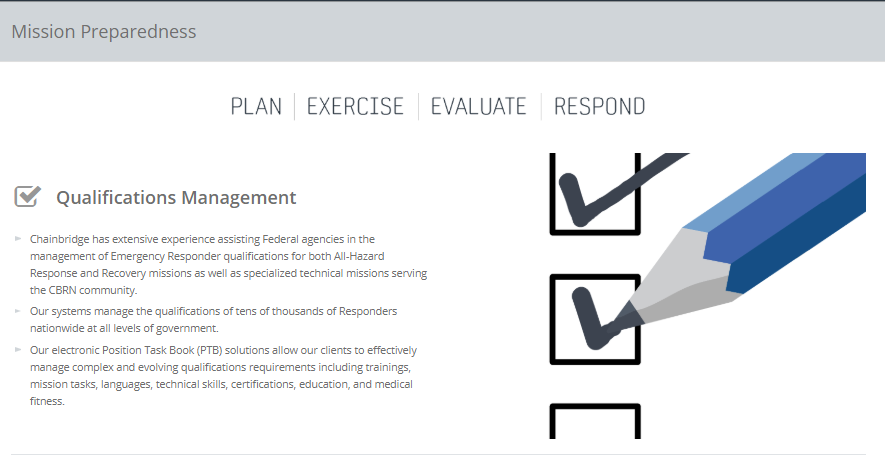 Mission Preparedness
PLAN | EXERCISE | EVALUATE | RESPOND
Qualifications Management
Chainbridge has extensive experience assisting Federal agencies in the
management of Emergency Responder qualifications for both All-Hazard
Response and Recovery missions as well as specialized technical missions serving
the CBRN community.
Our systems manage the qualifications of tens of thousands of Responders
nationwide at all levels of government.
Our electronic Position Task Book (PTB) solutions allow our clients to effectively
manage complex and evolving qualifications requirements including trainings,
mission tasks, languages, technical skills, certifications, education, and medical
fitness.